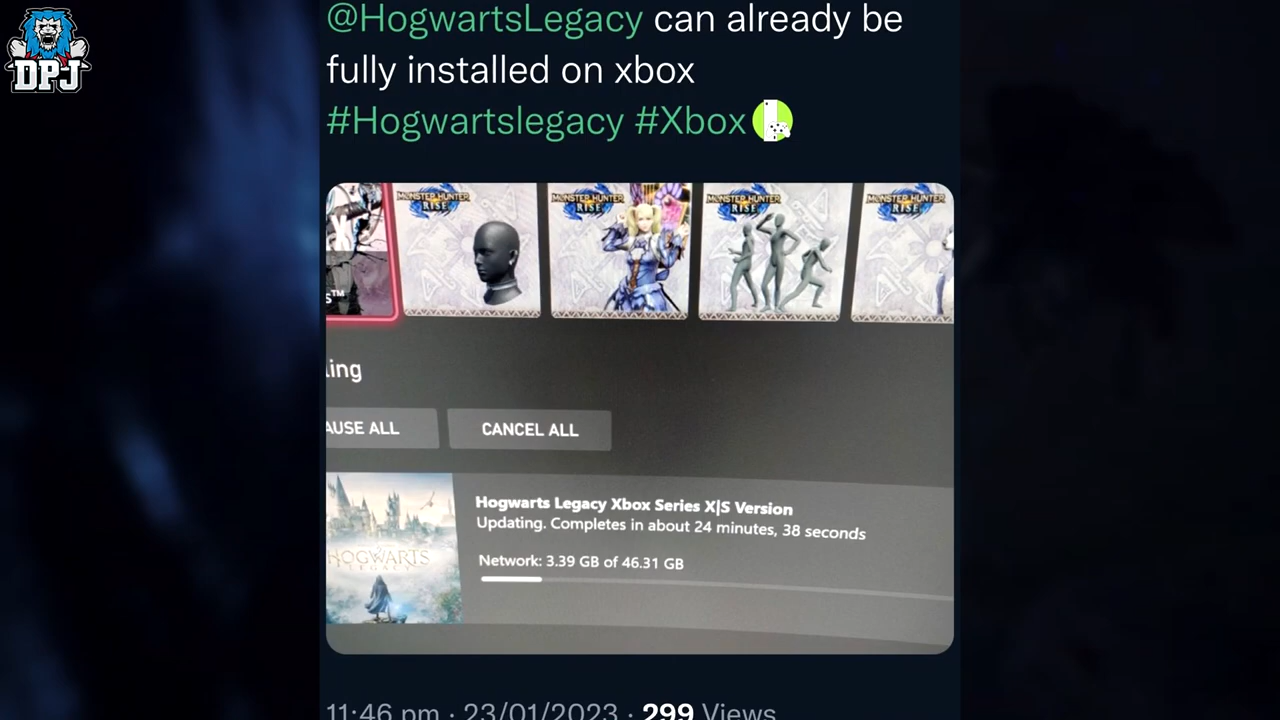 DPJ
@HogwartsLegacy can already be
fully installed on xbox
#Hogwartslegacy #Xbox
MONSTER HUNTER
RISE
MONSTER HUNTER
RISE
MONSTER HUNTER
RISE
MONSTER HUNTER
RISE
s™
ling
AUSE ALL
CANCEL ALL
Hogwarts Legacy Xbox Series X|S Version
Updating. Completes in about 24 minutes, 38 seconds
Network: 3.39 GB of 46.31 GB
HOGWARTS
LEGACY
11:46 pm · 23/01/2023 · 299 Views